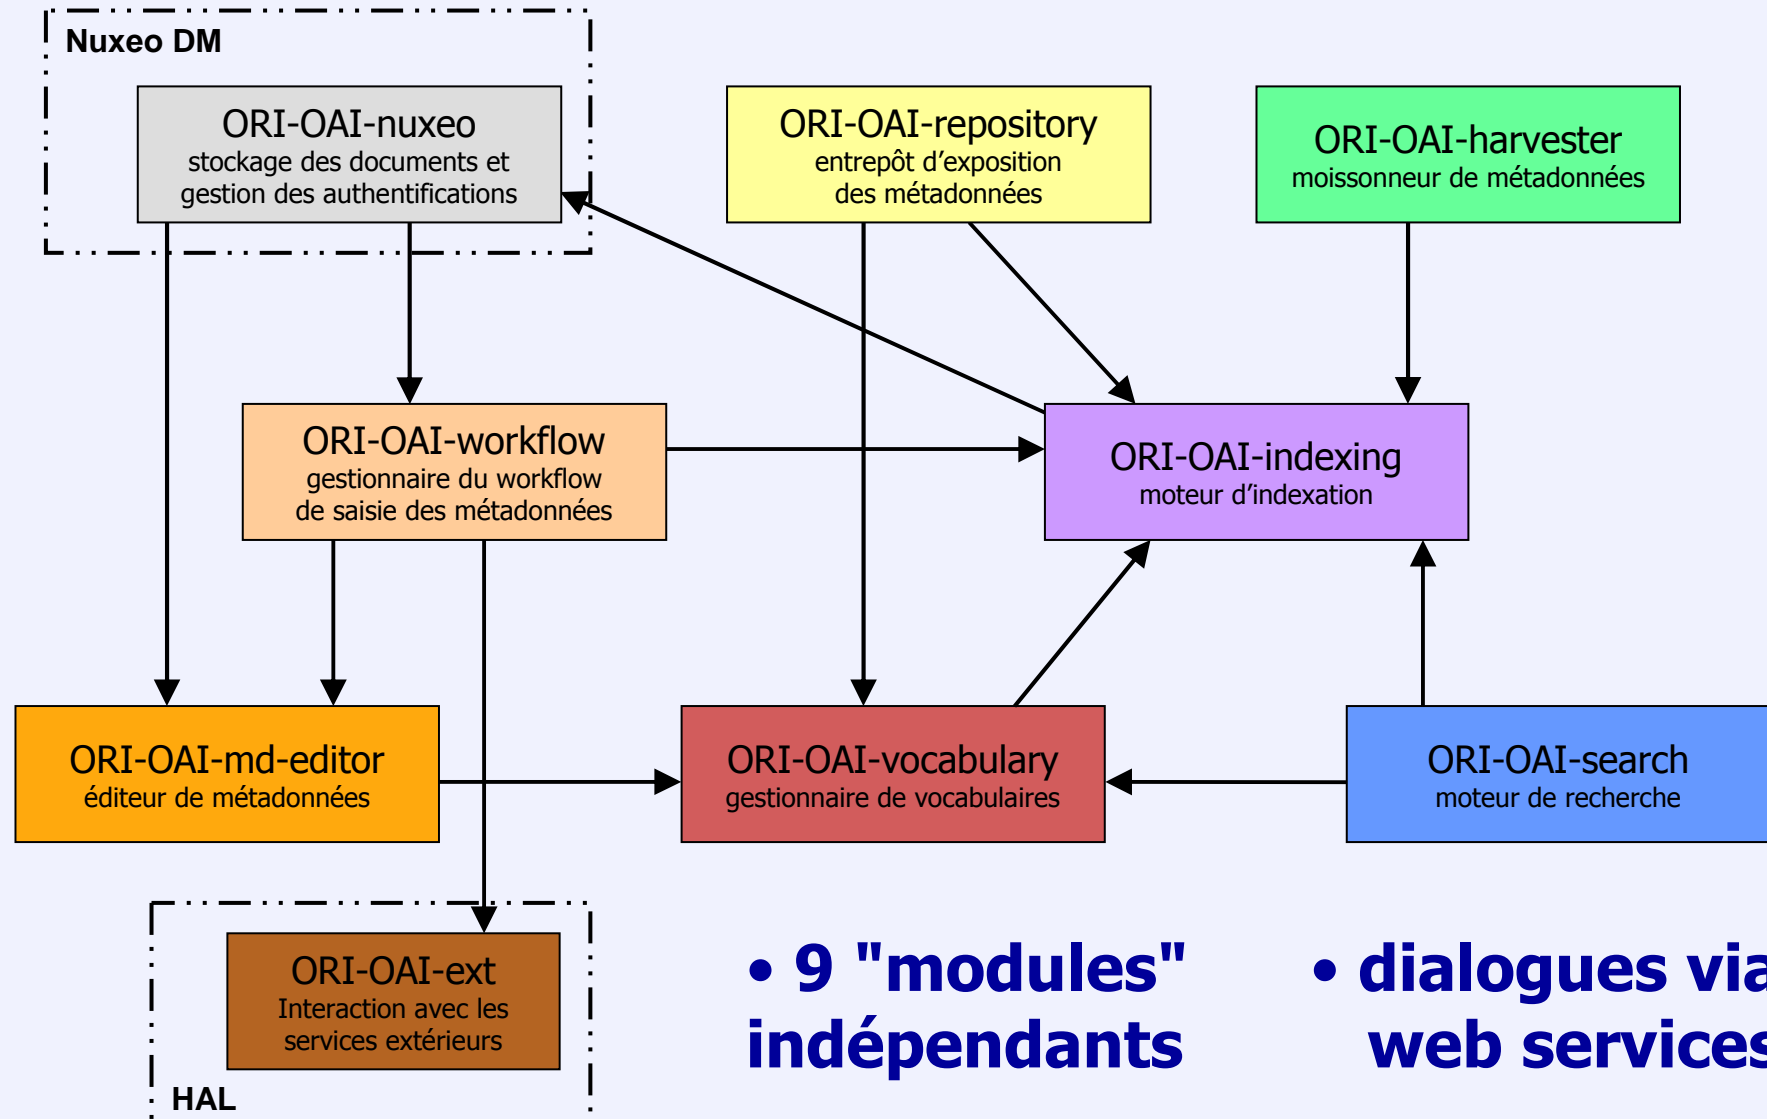 Nuxeo DM
ORI-OAI-nuxeo
stockage des documents et
gestion des authentifications
ORI-OAI-repository
entrepôt d’exposition
des métadonnées
ORI-OAI-harvester
moissonneur de métadonnées
ORI-OAI-workflow
gestionnaire du workflow
de saisie des métadonnées
ORI-OAI-indexing
moteur d’indexation
ORI-OAI-md-editor
éditeur de métadonnées
ORI-OAI-vocabulary
gestionnaire de vocabulaires
ORI-OAI-search
moteur de recherche
ORI-OAI-ext
Interaction avec les
services extérieurs
HAL
• 9 "modules"
indépendants
• dialogues via
web services